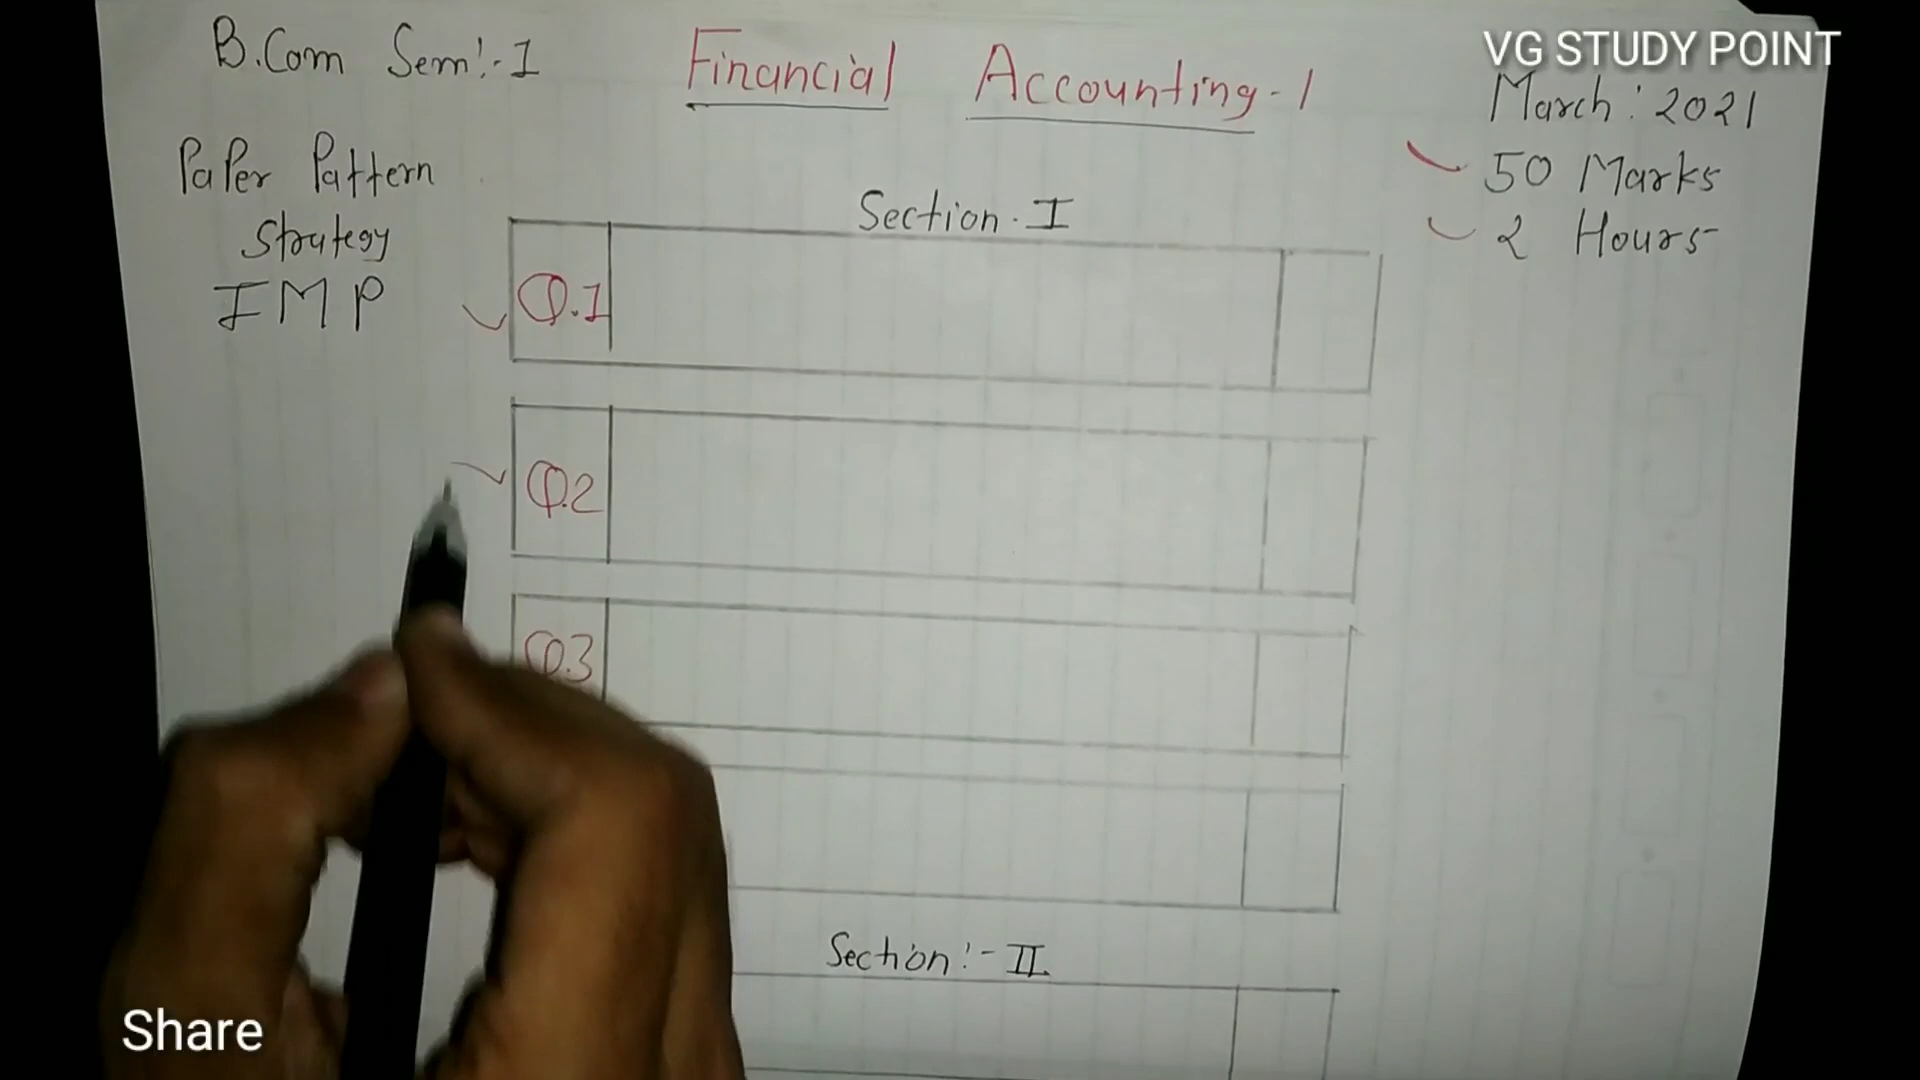 B.Com Sem:-I
Financial Accounting-1
VG STUDY POINT
March: 2021
50 Marks
2 Hours
PaPer Pattern
Strategy
IMP
Section-I
Q.1
Q.2
Q.3
Section:-II
Share